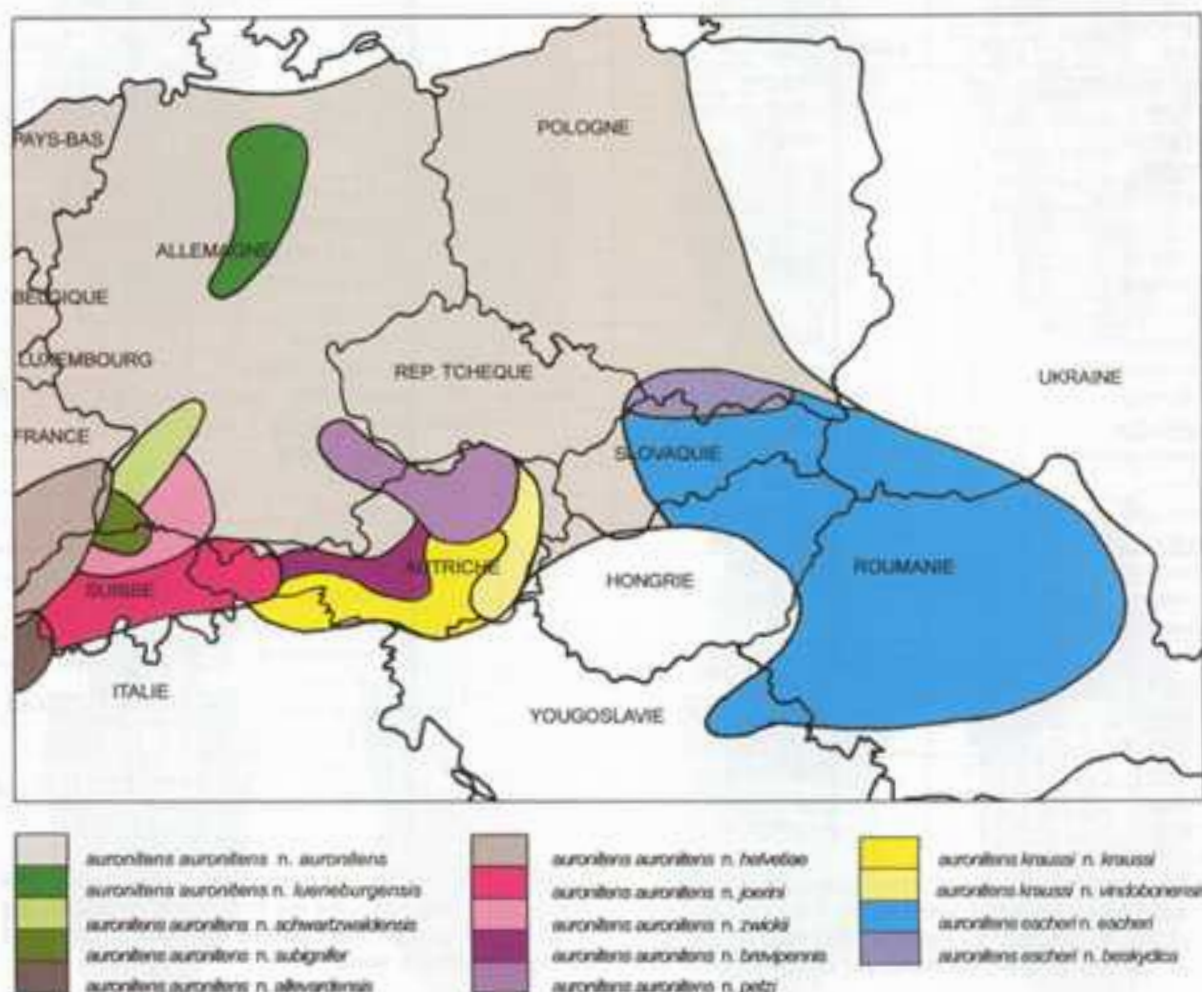 PAYS-BAS
POLOGNE
ALLEMAGNE
BELGIQUE
LUXEMBOURG
REP. TCHEQUE
UKRAINE
FRANCE
SLOVAQUIE
AUTRICHE
HONGRIE
ROUMANIE
SUISSE
ITALIE
YOUGOSLAVIE
auronitens auronitens n. auronitens
auronitens auronitens n. lueneburgensis
auronitens auronitens n. schwartzwaldensis
auronitens auronitens n. subignifer
auronitens auronitens n. allevardensis
auronitens auronitens n. helvetiae
auronitens auronitens n. joerini
auronitens auronitens n. zwickii
auronitens auronitens n. brevipennis
auronitens auronitens n. petzi
auronitens kraussi n. kraussi
auronitens kraussi n. vindobonensis
auronitens escheri n. escheri
auronitens escheri n. beskydica